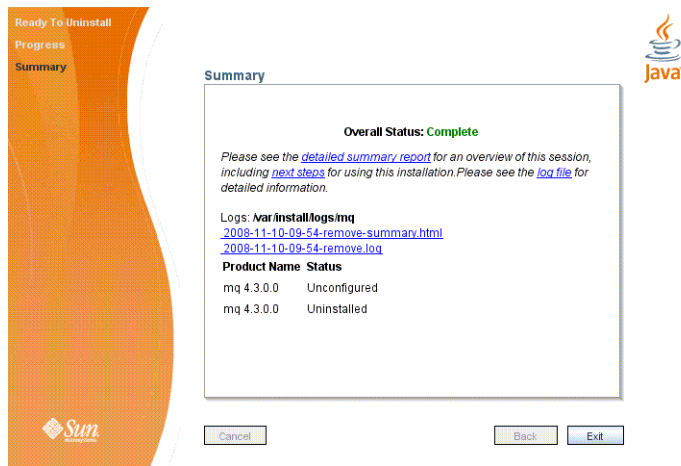 Ready To Uninstall
Progress
Summary
Java
Summary
Overall Status: Complete
Please see the detailed summary report for an overview of this session,
including next steps for using this installation.Please see the log file for
detailed information.
Logs: /var/install/logs/mq
2008-11-10-09-54-remove-summary.html
2008-11-10-09-54-remove.log
Product Name Status
mq 4.3.0.0 Unconfigured
mq 4.3.0.0 Uninstalled
Sun
microsystems
Cancel Back Exit